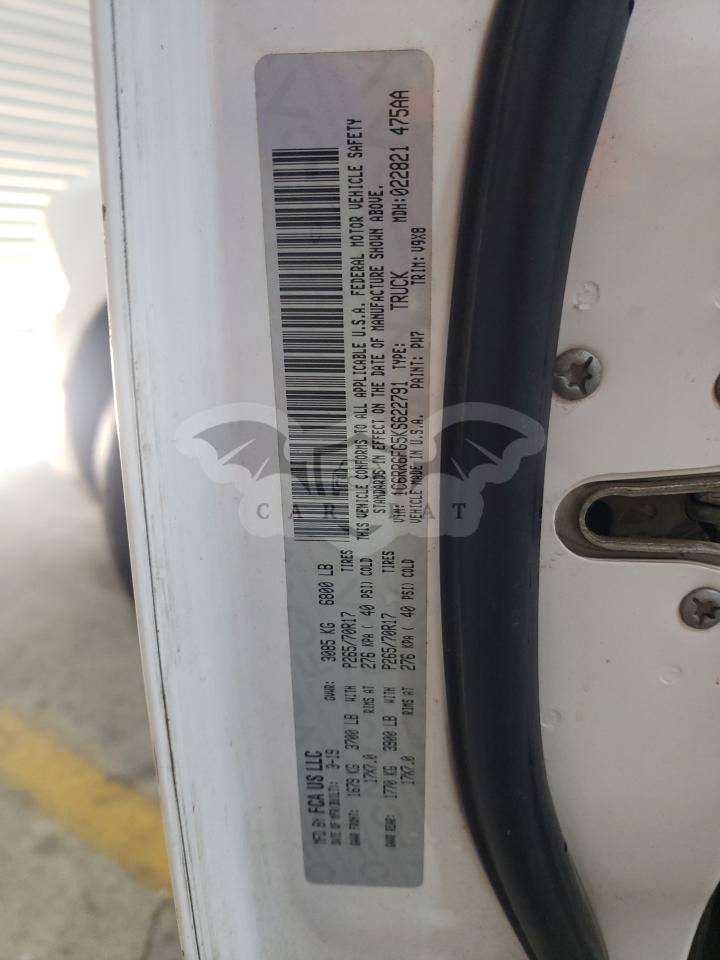 MFD BY: FCA US LLC
DATE OF MFR(BUILT): 3-19 GVWR: 3085 KG 6800 LB
GAWR FRONT: 1679 KG 3700 LB WITH P265/70R17 TIRES
17X7.0 RIMS AT 276 KPA ( 40 PSI) COLD
GAWR REAR: 1770 KG 3900 LB WITH P265/70R17 TIRES
17X7.0 RIMS AT 276 KPA ( 40 PSI) COLD
THIS VEHICLE CONFORMS TO ALL APPLICABLE U.S.A. FEDERAL MOTOR VEHICLE SAFETY
STANDARDS IN EFFECT ON THE DATE OF MANUFACTURE SHOWN ABOVE.
VIN: 1C6RR6FG5KS622791 TYPE: TRUCK MDH:022821 475AA
VEHICLE MADE IN U.S.A. PAINT: PW7 TRIM: V9X8